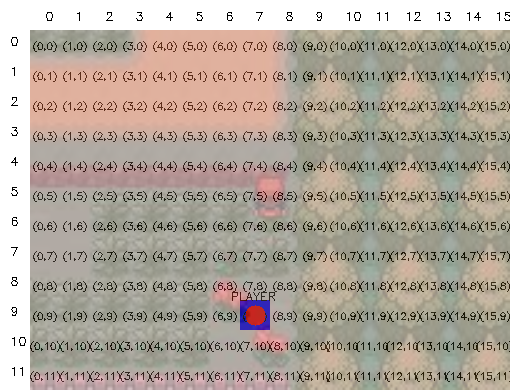 0 1 2 3 4 5 6 7 8 9 10 11 12 13 14 15
0 (0,0) (1,0) (2,0) (3,0) (4,0) (5,0) (6,0) (7,0) (8,0) (9,0) (10,0) (11,0) (12,0) (13,0) (14,0) (15,0)
1 (0,1) (1,1) (2,1) (3,1) (4,1) (5,1) (6,1) (7,1) (8,1) (9,1) (10,1) (11,1) (12,1) (13,1) (14,1) (15,1)
2 (0,2) (1,2) (2,2) (3,2) (4,2) (5,2) (6,2) (7,2) (8,2) (9,2) (10,2) (11,2) (12,2) (13,2) (14,2) (15,2)
3 (0,3) (1,3) (2,3) (3,3) (4,3) (5,3) (6,3) (7,3) (8,3) (9,3) (10,3) (11,3) (12,3) (13,3) (14,3) (15,3)
4 (0,4) (1,4) (2,4) (3,4) (4,4) (5,4) (6,4) (7,4) (8,4) (9,4) (10,4) (11,4) (12,4) (13,4) (14,4) (15,4)
5 (0,5) (1,5) (2,5) (3,5) (4,5) (5,5) (6,5) (7,5) (8,5) (9,5) (10,5) (11,5) (12,5) (13,5) (14,5) (15,5)
6 (0,6) (1,6) (2,6) (3,6) (4,6) (5,6) (6,6) (7,6) (8,6) (9,6) (10,6) (11,6) (12,6) (13,6) (14,6) (15,6)
7 (0,7) (1,7) (2,7) (3,7) (4,7) (5,7) (6,7) (7,7) (8,7) (9,7) (10,7) (11,7) (12,7) (13,7) (14,7) (15,7)
8 (0,8) (1,8) (2,8) (3,8) (4,8) (5,8) (6,8) (7,8) (8,8) (9,8) (10,8) (11,8) (12,8) (13,8) (14,8) (15,8)
PLAYER
9 (0,9) (1,9) (2,9) (3,9) (4,9) (5,9) (6,9) (8,9) (9,9) (10,9) (11,9) (12,9) (13,9) (14,9) (15,9)
10 (0,10) (1,10) (2,10) (3,10) (4,10) (5,10) (6,10) (7,10) (8,10) (9,10) (10,10) (11,10) (12,10) (13,10) (14,10) (15,10)
11 (0,11) (1,11) (2,11) (3,11) (4,11) (5,11) (6,11) (7,11) (8,11) (9,11) (10,11) (11,11) (12,11) (13,11) (14,11) (15,11)